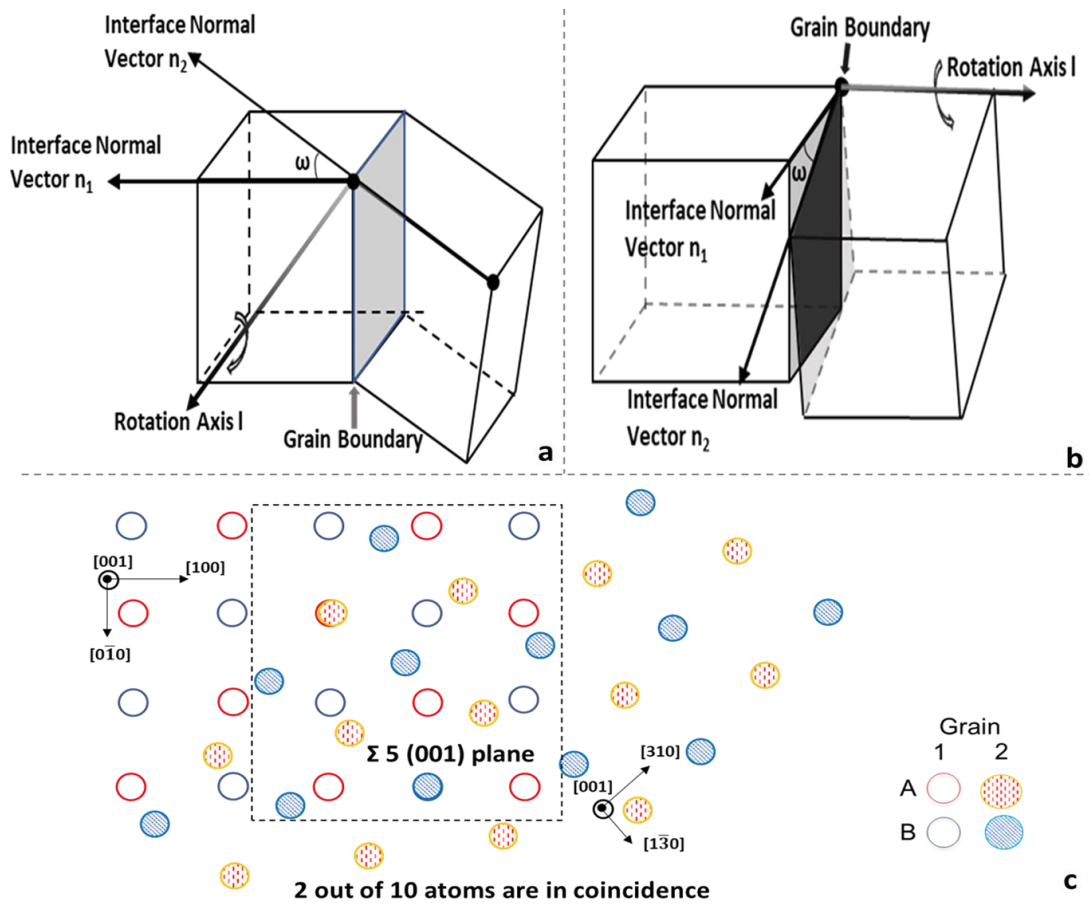 Interface Normal
Vector n₂
Interface Normal
Vector n₁
ω
Rotation Axis l
Grain Boundary
a
Grain
Boundary
Rotation Axis l
ω
Interface Normal
Vector n₁
Interface Normal
Vector n₂
b
[001]
[100]
[01̅0]
Σ 5 (001) plane
[310]
[001]
[13̅0]
Grain
1 2
A
B
2 out of 10 atoms are in coincidence
c